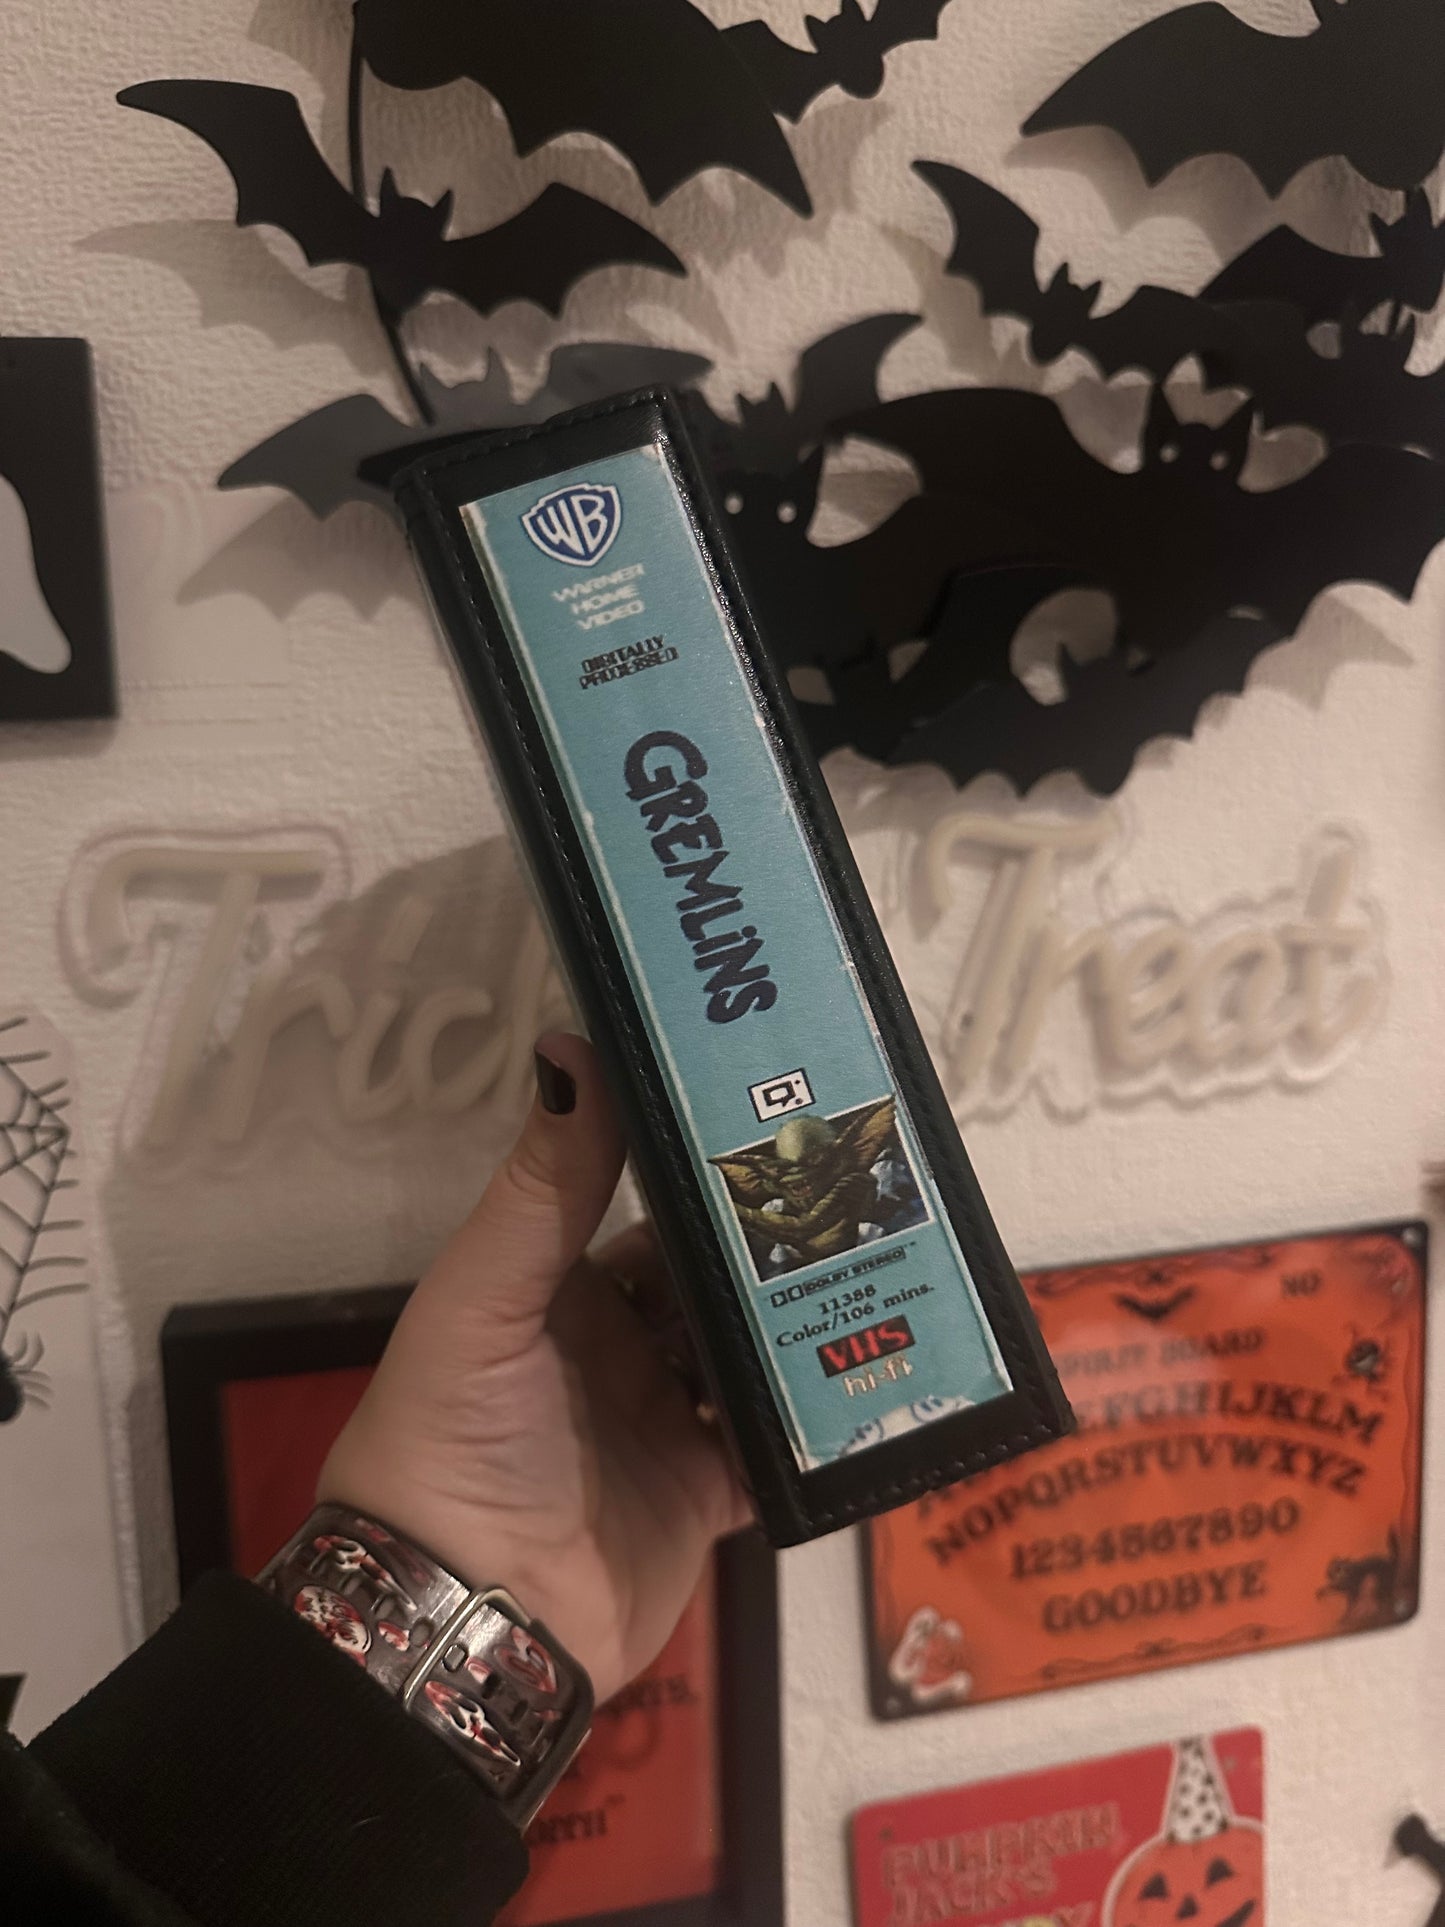 WB
WARNER
HOME
VIDEO
DIGITALLY
PROCESSED
GREMLiNS
DOLBY STEREO™
11388
Color/106 mins.
VHS
hi-fi
Trick
Treat
NO
SPIRIT BOARD
EFGHIJKLM
NOPQRSTUVWXYZ
1234567890
GOODBYE
PUMPKIN
JACK'S